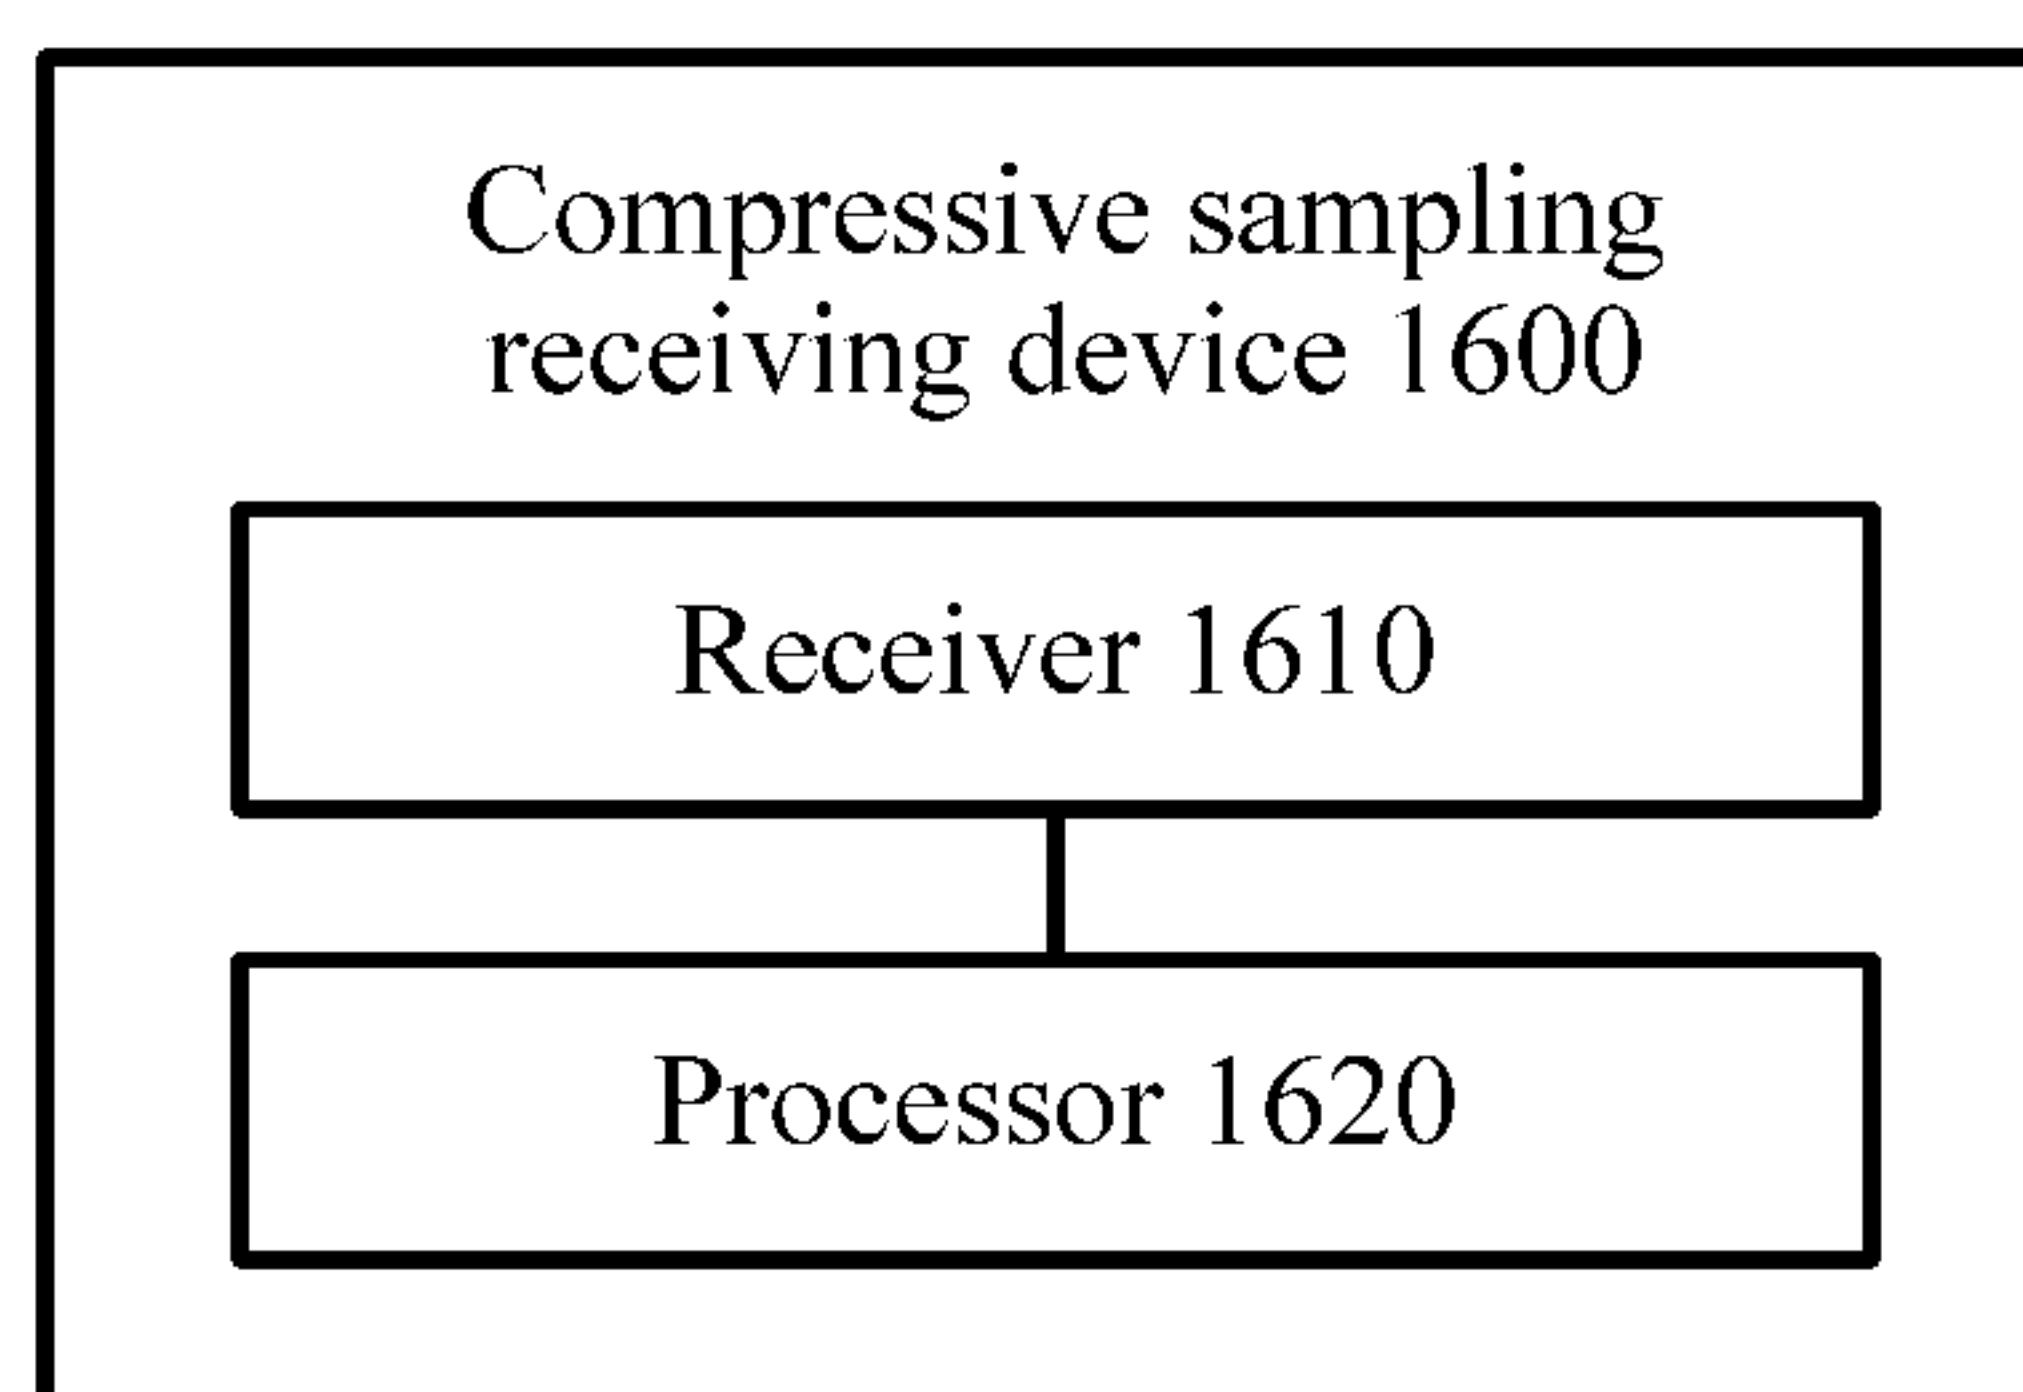 Compressive sampling
receiving device 1600
Receiver 1610
Processor 1620